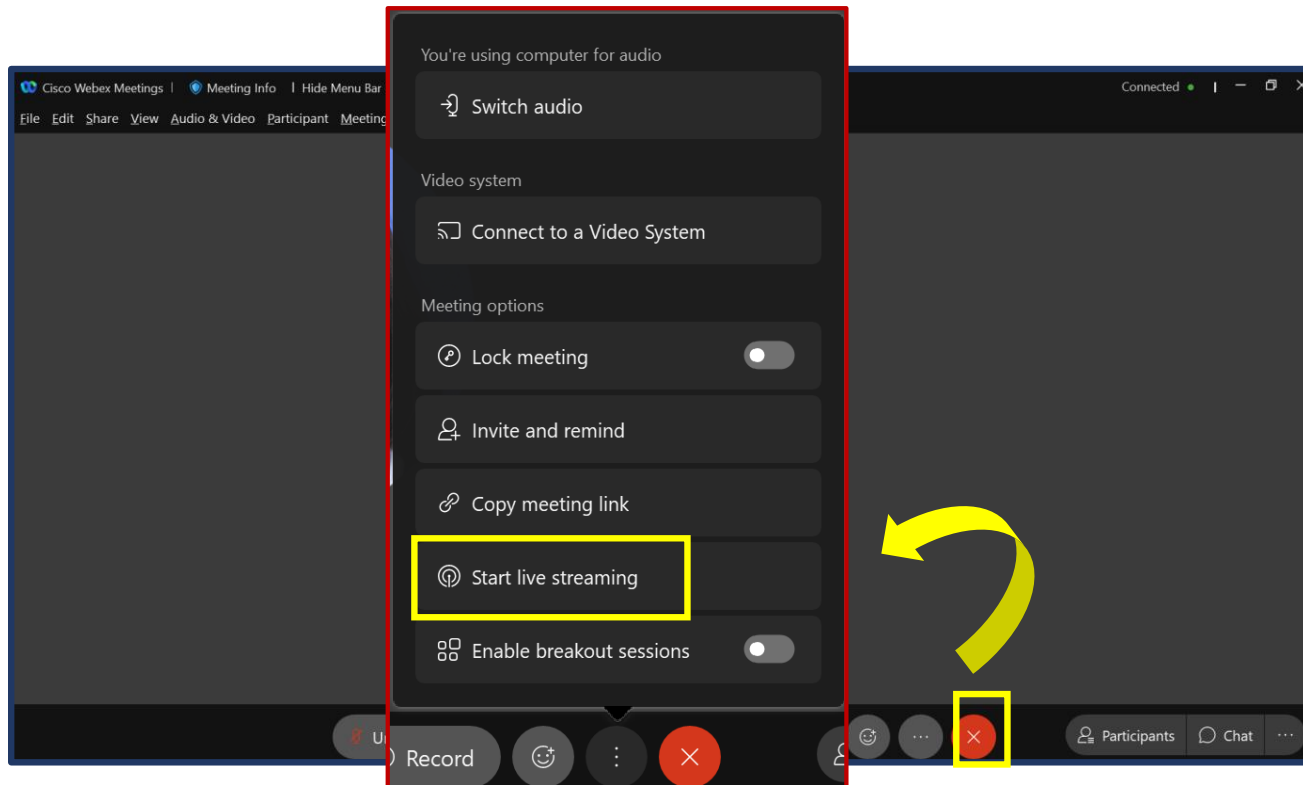 You're using computer for audio
Switch audio
Video system
Connect to a Video System
Meeting options
Lock meeting
Invite and remind
Copy meeting link
Start live streaming
Enable breakout sessions
Record
Cisco Webex Meetings | Meeting Info | Hide Menu Bar
Connected
File Edit Share View Audio & Video Participant Meeting
Participants Chat